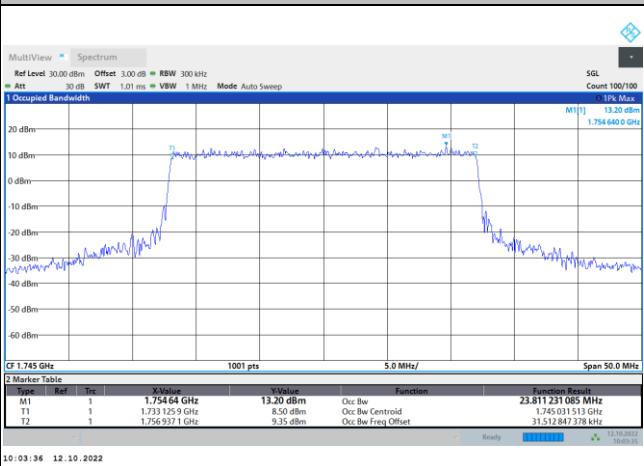 MultiView Spectrum
Ref Level 30.00 dBm Offset 3.00 dB RBW 300 kHz SGL
Att 30 dB SWT 1.01 ms VBW 1 MHz Mode Auto Sweep Count 100/100
1 Occupied Bandwidth 1Pk Max
M1[1] 13.20 dBm
1.754 640 0 GHz
20 dBm
M1
T1 T2
10 dBm
0 dBm
-10 dBm
-20 dBm
-30 dBm
-40 dBm
-50 dBm
-60 dBm
CF 1.745 GHz 1001 pts 5.0 MHz/ Span 50.0 MHz
2 Marker Table
Type Ref Trc X-Value Y-Value Function Function Result
M1 1 1.754 64 GHz 13.20 dBm Occ Bw 23.811 231 085 MHz
T1 1 1.733 125 9 GHz 8.50 dBm Occ Bw Centroid 1.745 031 513 GHz
T2 1 1.756 937 1 GHz 9.35 dBm Occ Bw Freq Offset 31.512 847 378 kHz
Ready 12.10.2022
10:03:35
10:03:36 12.10.2022